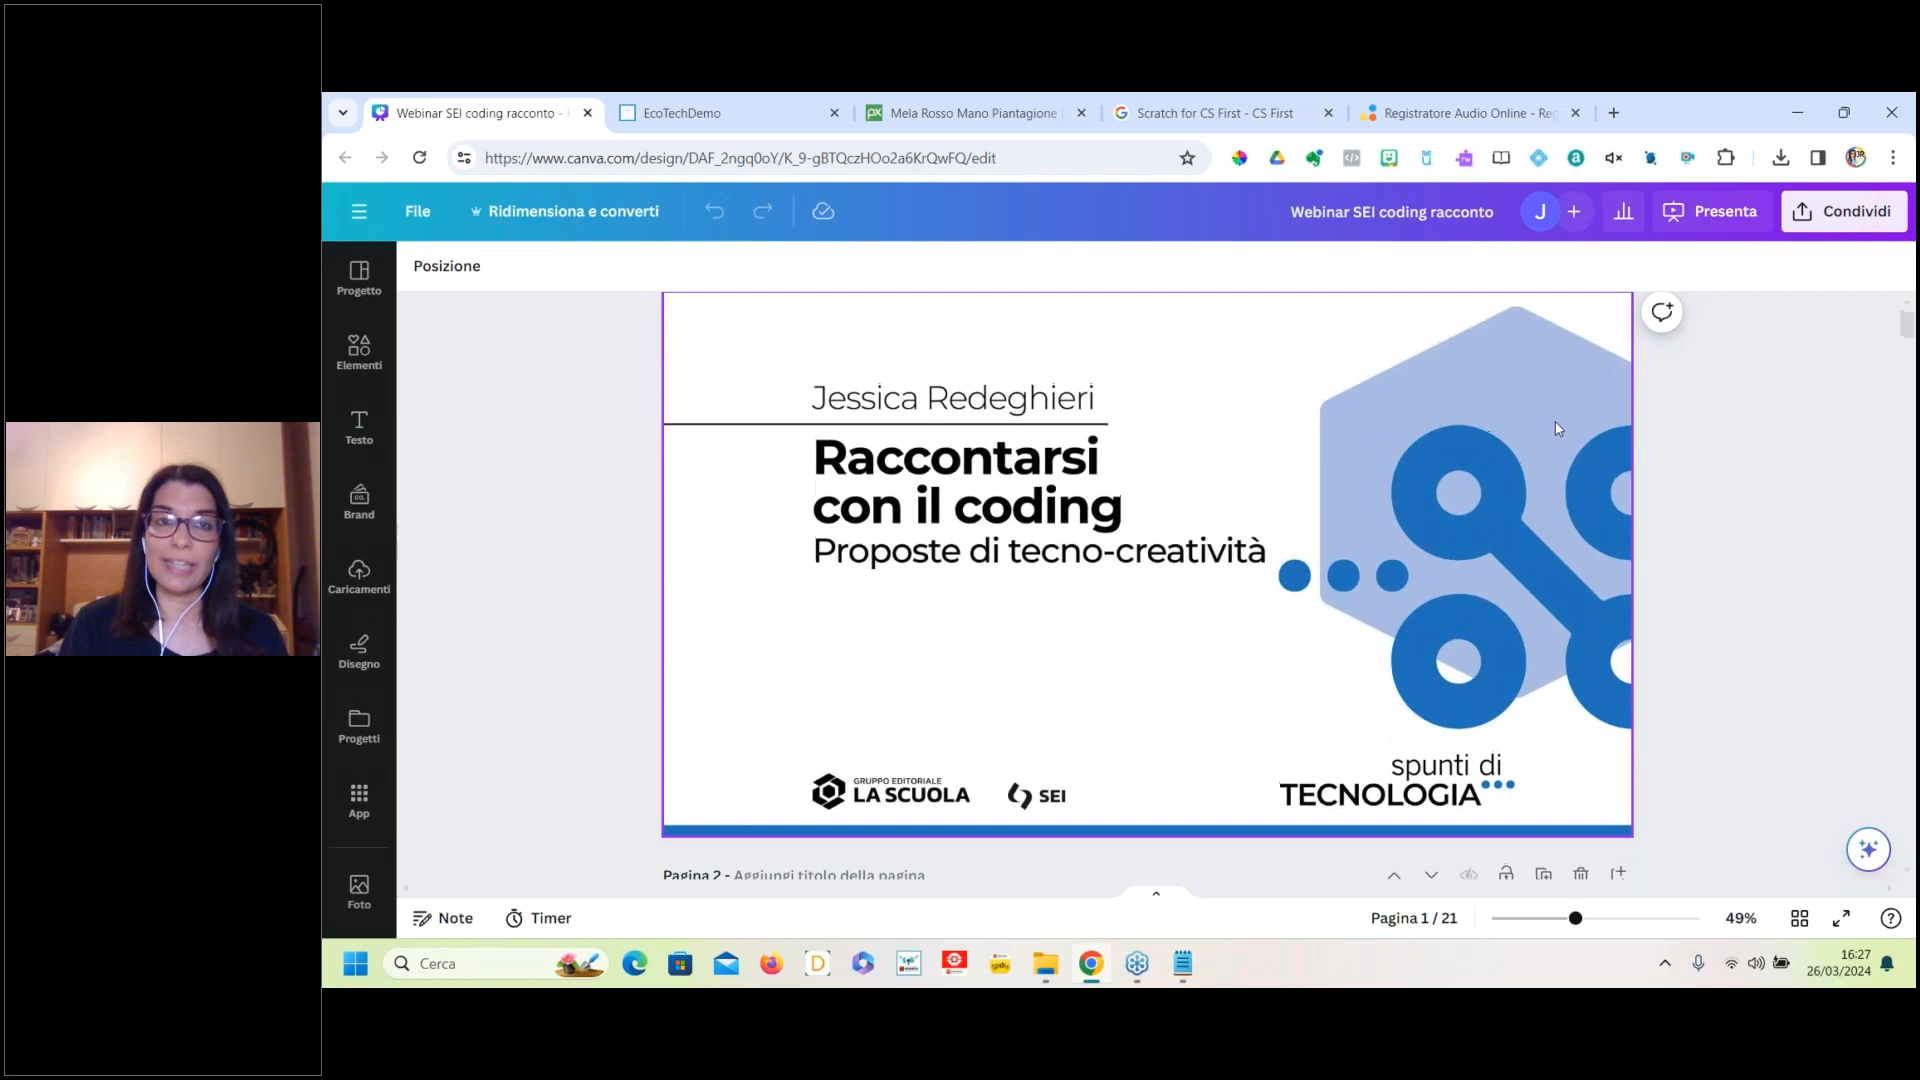 Webinar SEI coding racconto -
EcoTechDemo
Mela Rosso Mano Piantagione
Scratch for CS First - CS First
Registratore Audio Online - Reg
https://www.canva.com/design/DAF_2ngq0oY/K_9-gBTQczHOo2a6KrQwFQ/edit
File
Ridimensiona e converti
Webinar SEI coding racconto
J
Presenta
Condividi
Posizione
Progetto
Elementi
Testo
Brand
Caricamenti
Disegno
Progetti
App
Foto
Jessica Redeghieri
Raccontarsi
con il coding
Proposte di tecno-creatività
GRUPPO EDITORIALE
LA SCUOLA
SEI
spunti di
TECNOLOGIA
Pagina 2 - Aggiungi titolo della pagina
Note
Timer
Pagina 1 / 21
49%
Cerca
16:27
26/03/2024